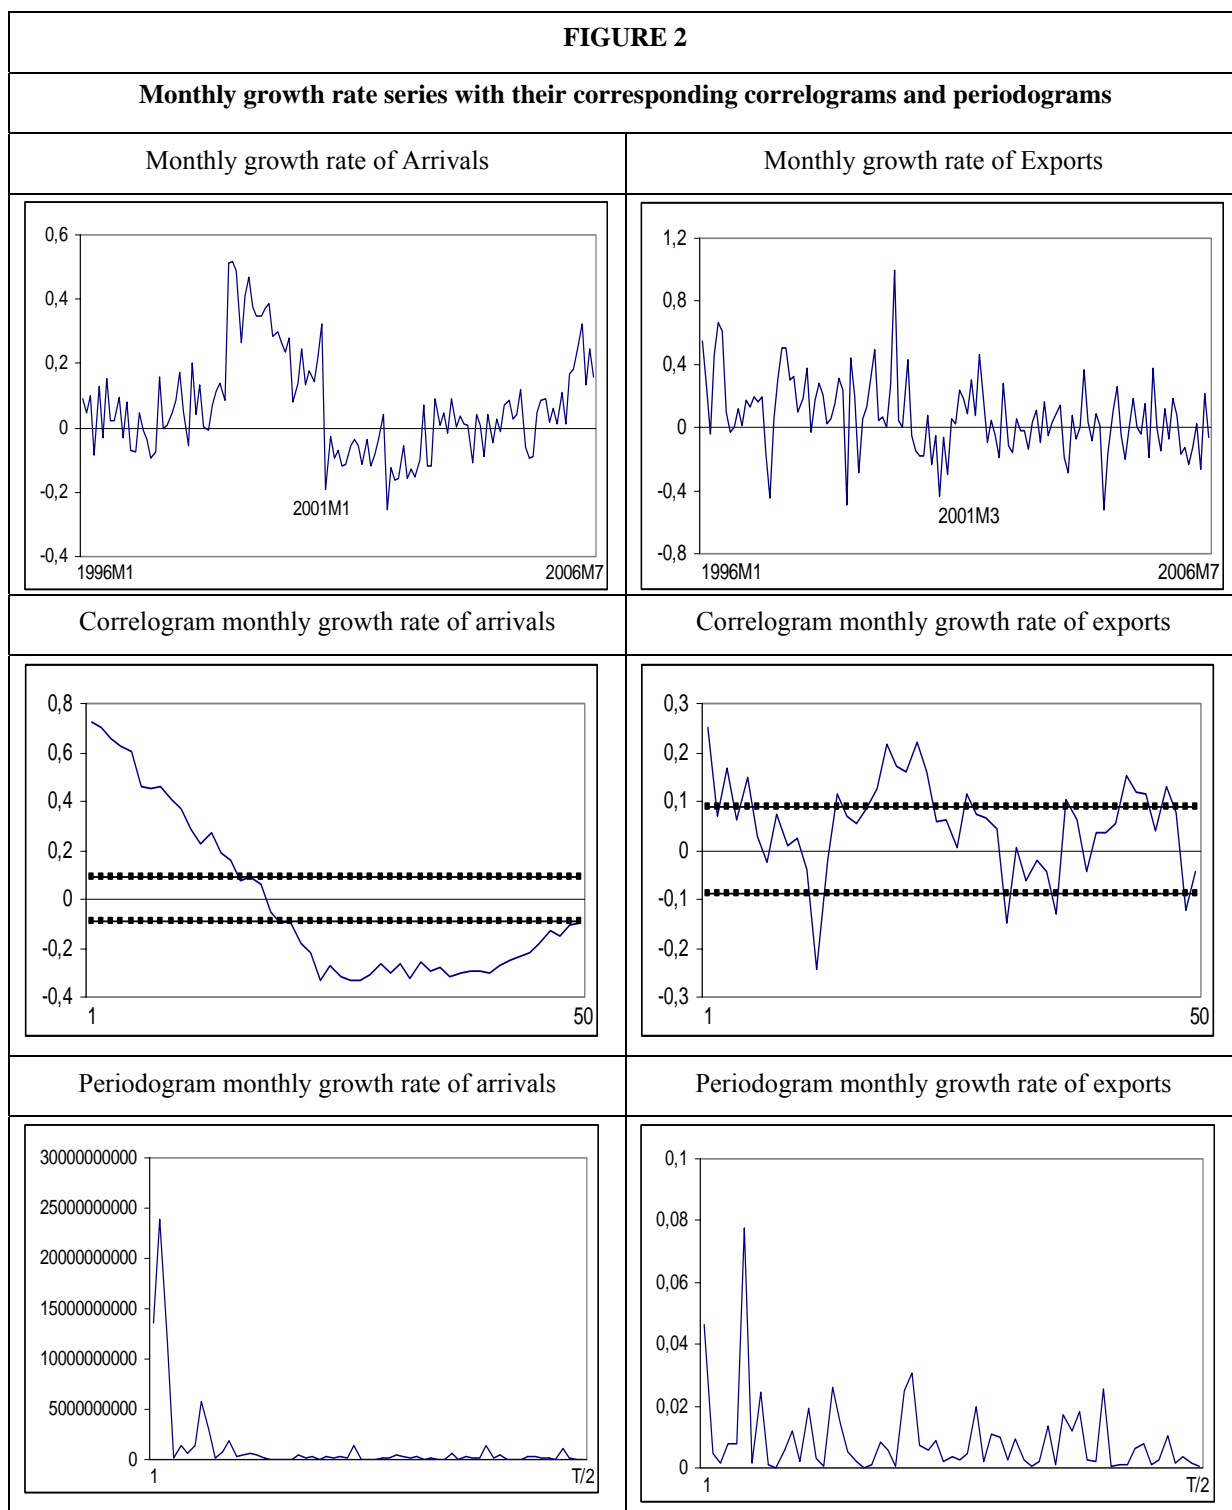 FIGURE 2
Monthly growth rate series with their corresponding correlograms and periodograms
Monthly growth rate of Arrivals
Monthly growth rate of Exports
0,6
0,4
0,2
0
-0,2
-0,4
2001M1
1996M1
2006M7
1,2
0,8
0,4
0
-0,4
-0,8
2001M3
1996M1
2006M7
Correlogram monthly growth rate of arrivals
Correlogram monthly growth rate of exports
0,8
0,6
0,4
0,2
0
-0,2
-0,4
1
50
0,3
0,2
0,1
0
-0,1
-0,2
-0,3
1
50
Periodogram monthly growth rate of arrivals
Periodogram monthly growth rate of exports
30000000000
25000000000
20000000000
15000000000
10000000000
5000000000
0
1
T/2
0,1
0,08
0,06
0,04
0,02
0
1
T/2